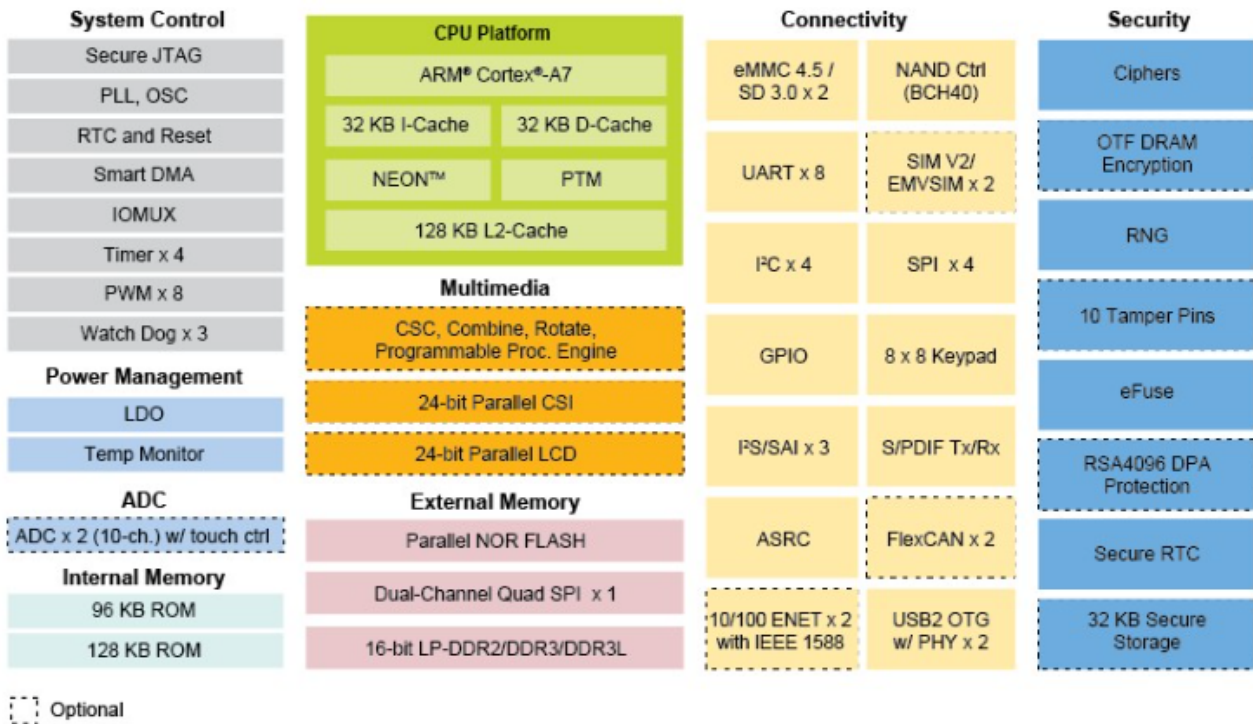 System Control
Secure JTAG
PLL, OSC
RTC and Reset
Smart DMA
IOMUX
Timer x 4
PWM x 8
Watch Dog x 3
Power Management
LDO
Temp Monitor
ADC
ADC x 2 (10-ch.) w/ touch ctrl
Internal Memory
96 KB ROM
128 KB ROM
Optional
CPU Platform
ARM® Cortex®-A7
32 KB I-Cache
32 KB D-Cache
NEON™
PTM
128 KB L2-Cache
Multimedia
CSC, Combine, Rotate,
Programmable Proc. Engine
24-bit Parallel CSI
24-bit Parallel LCD
External Memory
Parallel NOR FLASH
Dual-Channel Quad SPI x 1
16-bit LP-DDR2/DDR3/DDR3L
Connectivity
eMMC 4.5 /
SD 3.0 x 2
NAND Ctrl
(BCH40)
UART x 8
SIM V2/
EMVSIM x 2
I²C x 4
SPI x 4
GPIO
8 x 8 Keypad
I²S/SAI x 3
S/PDIF Tx/Rx
ASRC
FlexCAN x 2
10/100 ENET x 2
with IEEE 1588
USB2 OTG
w/ PHY x 2
Security
Ciphers
OTF DRAM
Encryption
RNG
10 Tamper Pins
eFuse
RSA4096 DPA
Protection
Secure RTC
32 KB Secure
Storage